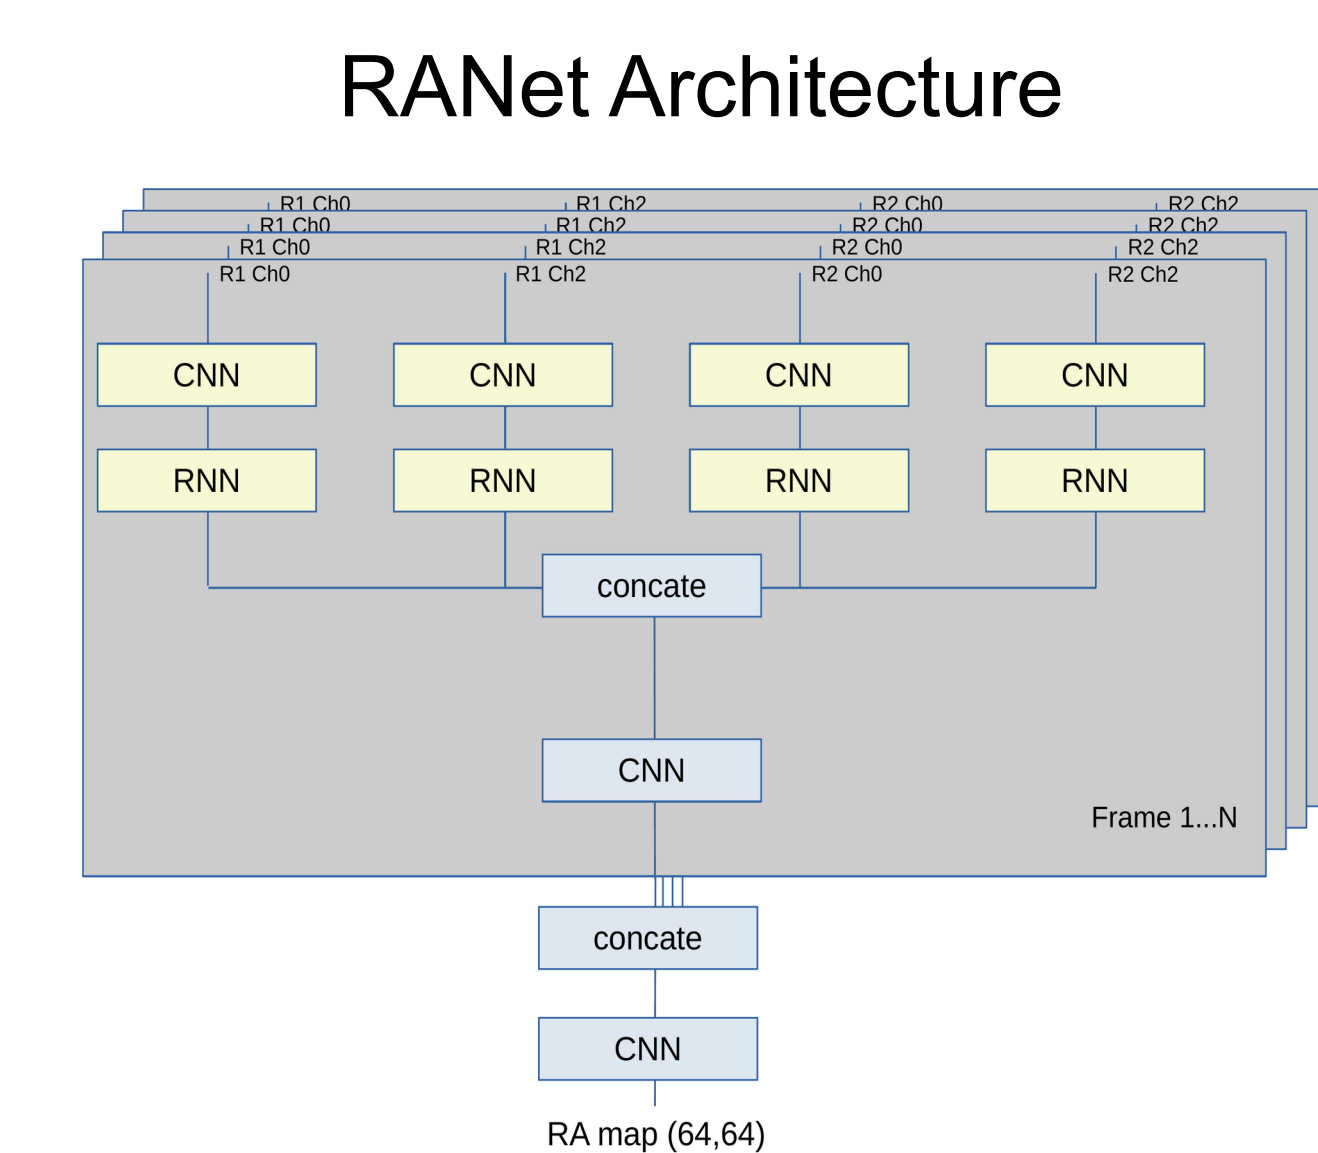 RANet Architecture
R1 Ch0 R1 Ch2 R2 Ch0 R2 Ch2
R1 Ch0 R1 Ch2 R2 Ch0 R2 Ch2
R1 Ch0 R1 Ch2 R2 Ch0 R2 Ch2
R1 Ch0 R1 Ch2 R2 Ch0 R2 Ch2
CNN CNN CNN CNN
RNN RNN RNN RNN
concate
CNN
Frame 1...N
concate
CNN
RA map (64,64)